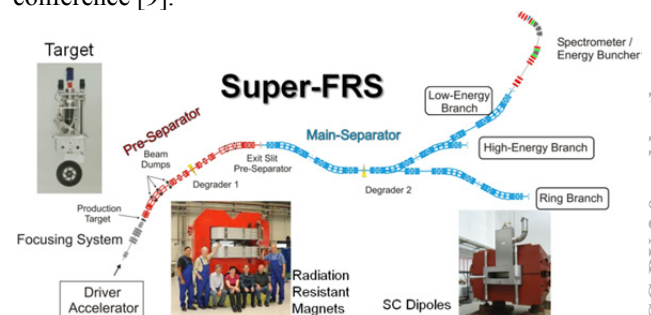 conference [9].
Target
Super-FRS
Spectrometer /
Energy Buncher
Low-Energy
Branch
Pre-Separator
Main-Separator
High-Energy Branch
Beam
Dumps
Exit Slit
Pre-Separator
Degrader 1
Degrader 2
Ring Branch
Production
Target
Focusing System
Radiation
Resistant
Magnets
SC Dipoles
Driver
Accelerator